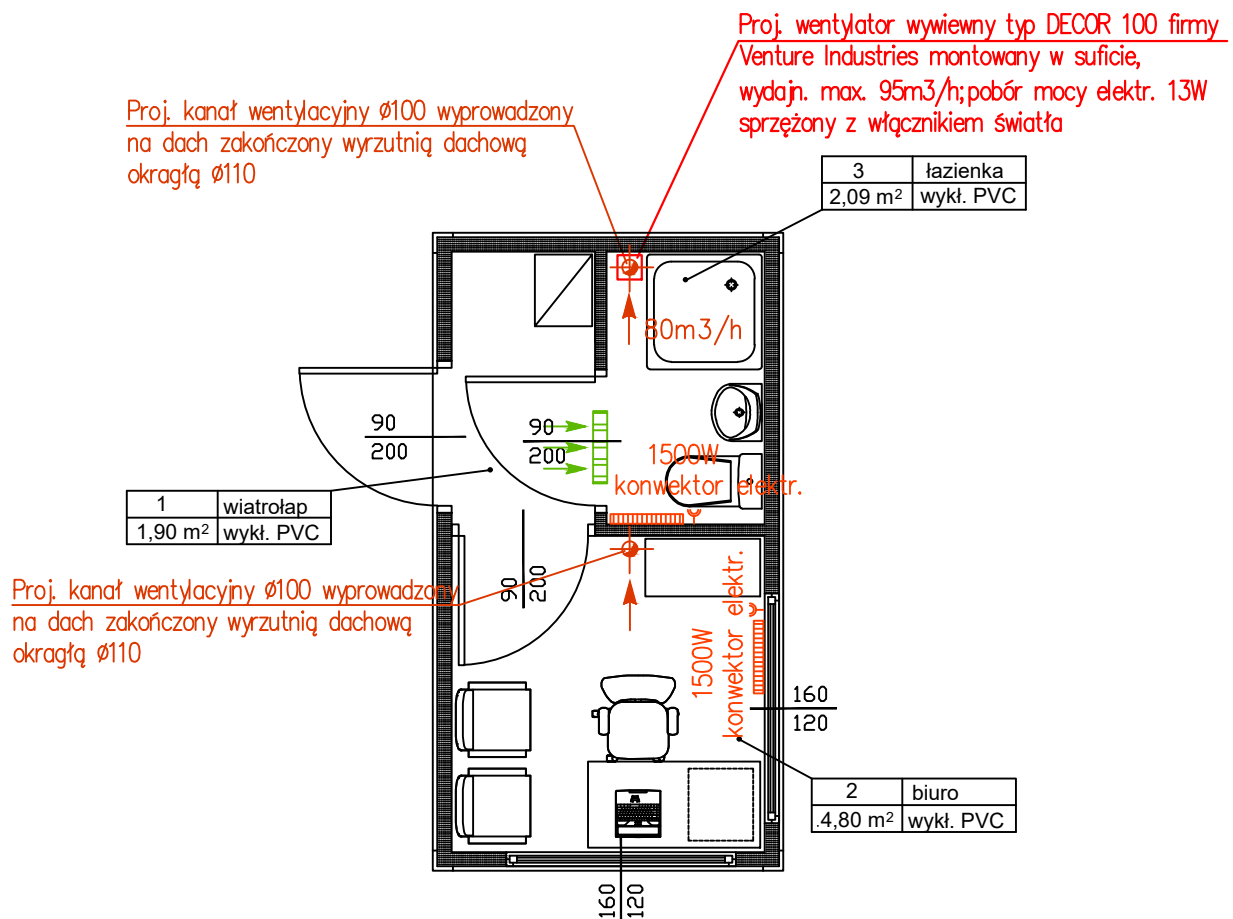 Proj. wentylator wywiewny typ DECOR 100 firmy
Venture Industries montowany w suficie,
wydajn. max. 95m3/h; pobór mocy elektr. 13W
sprzężony z włącznikiem światła
Proj. kanał wentylacyjny Ø100 wyprowadzony
na dach zakończony wyrzutnią dachową
okragłą Ø110
3 łazienka
2,09 m² wykł. PVC
80m3/h
90
200
90
200
1500W
konwektor elektr.
1 wiatrołap
1,90 m² wykł. PVC
90
200
Proj. kanał wentylacyjny Ø100 wyprowadzony
na dach zakończony wyrzutnią dachową
okragłą Ø110
1500W
konwektor elektr.
160
120
2 biuro
.4,80 m² wykł. PVC
160
120